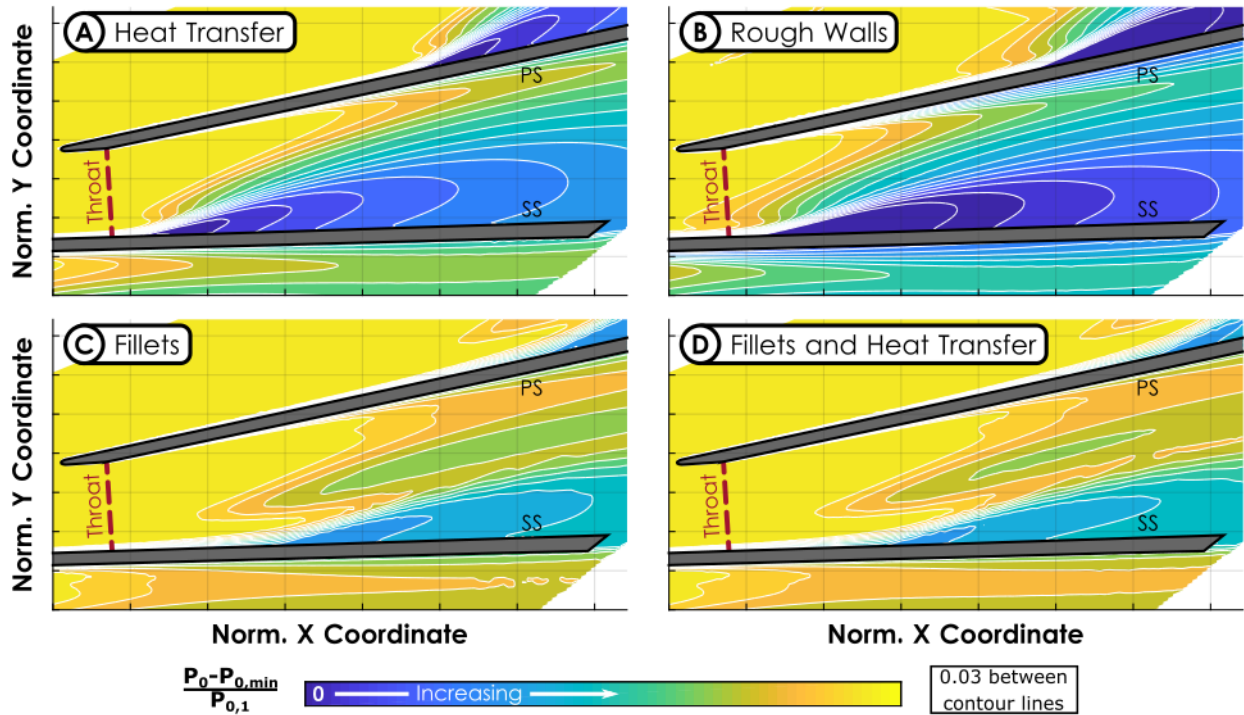 A Heat Transfer
B Rough Walls
Norm. Y Coordinate
PS
PS
Throat
Throat
SS
SS
C Fillets
D Fillets and Heat Transfer
Norm. Y Coordinate
PS
PS
Throat
Throat
SS
SS
Norm. X Coordinate
Norm. X Coordinate
P0-P0,min
P0,1
0 Increasing
0.03 between
contour lines